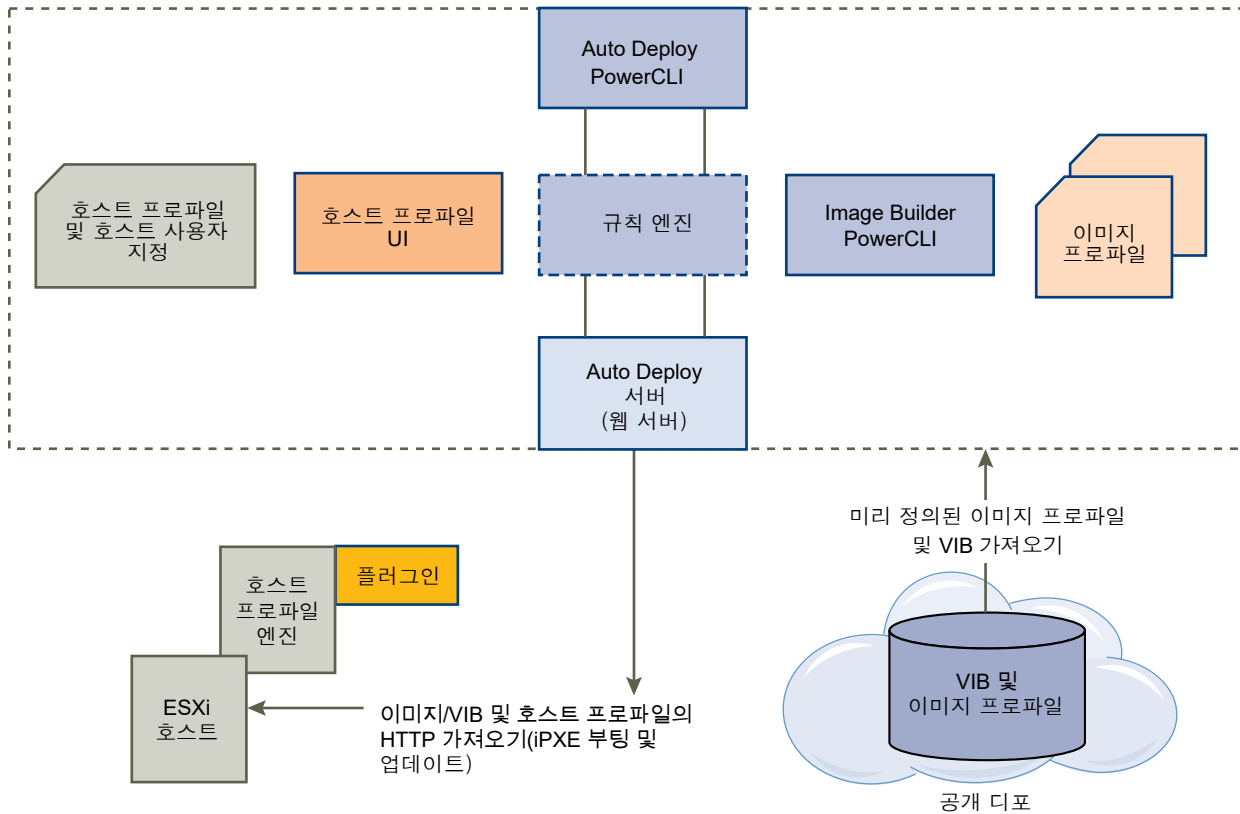 Auto Deploy
PowerCLI
호스트 프로파일
및 호스트 사용자
지정
호스트 프로파일
UI
규칙 엔진
Image Builder
PowerCLI
이미지
프로파일
Auto Deploy
서버
(웹 서버)
미리 정의된 이미지 프로파일
및 VIB 가져오기
호스트
프로파일
엔진
플러그인
ESXi
호스트
이미지/VIB 및 호스트 프로파일의
HTTP 가져오기(iPXE 부팅 및
업데이트)
VIB 및
이미지 프로파일
공개 디포